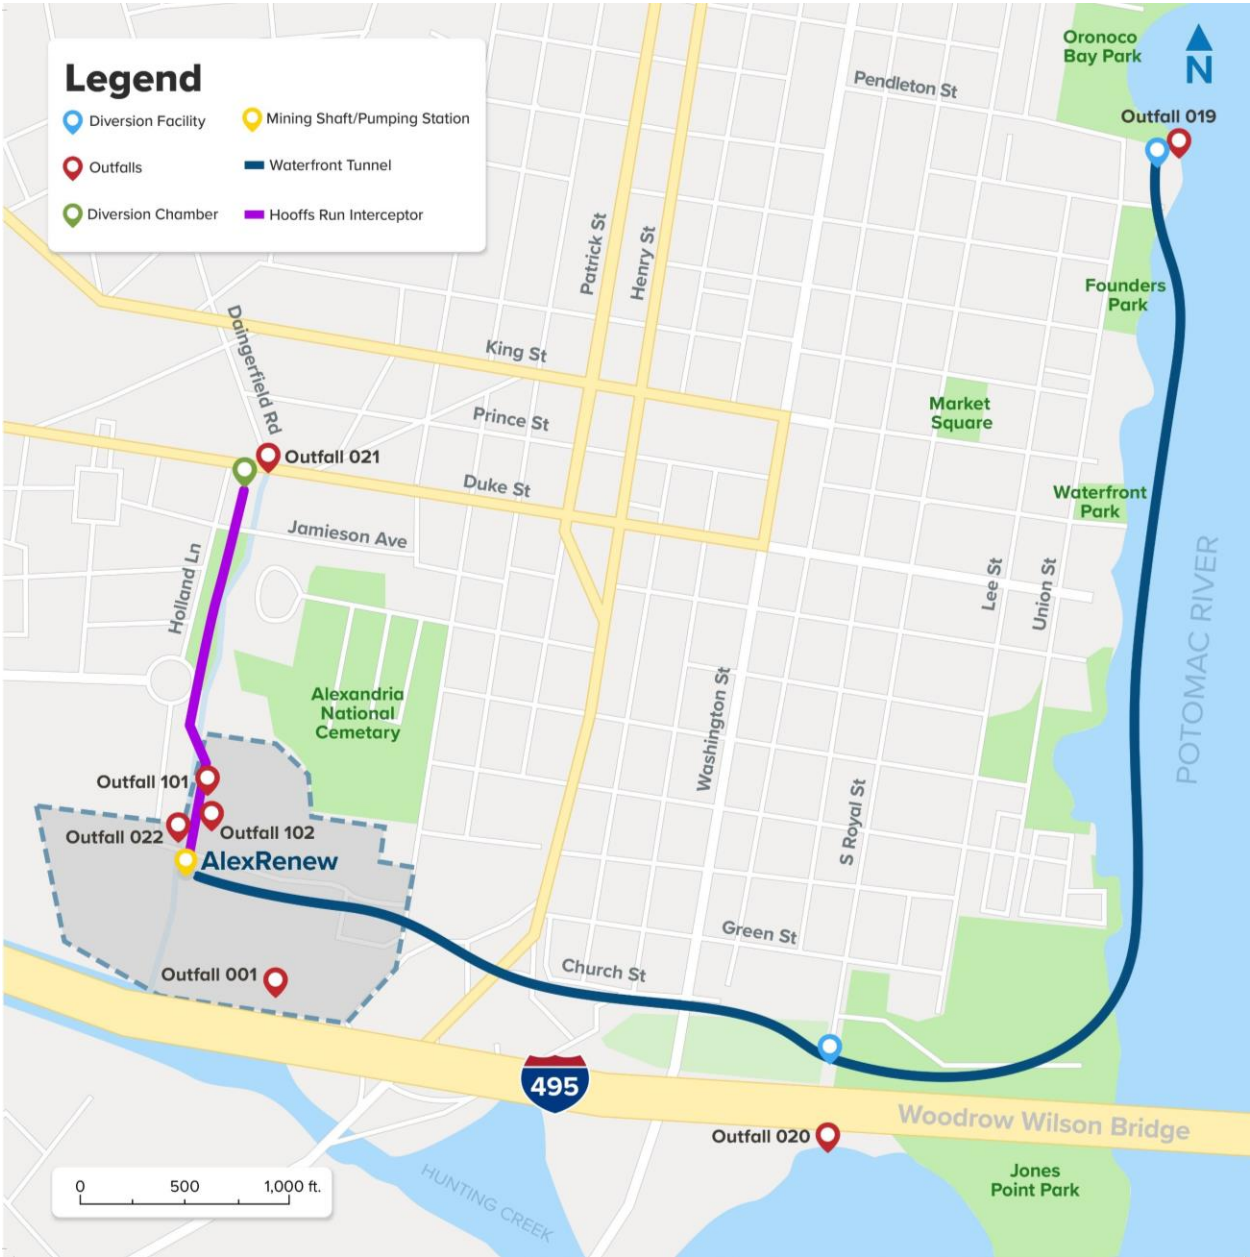 Legend
Diversion Facility
Mining Shaft/Pumping Station
Outfalls
Waterfront Tunnel
Diversion Chamber
Hooffs Run Interceptor
Oronoco
Bay Park
N
Pendleton St
Outfall 019
Patrick St
Henry St
Founders
Park
Daingerfield Rd
King St
Market
Square
Prince St
Outfall 021
Duke St
Waterfront
Park
Jamieson Ave
Holland Ln
Lee St
Union St
POTOMAC RIVER
Alexandria
National
Cemetary
Washington St
Outfall 101
S Royal St
Outfall 022
Outfall 102
AlexRenew
Green St
Church St
Outfall 001
495
Woodrow Wilson Bridge
Outfall 020
Jones
Point Park
HUNTING CREEK
0 500 1,000 ft.